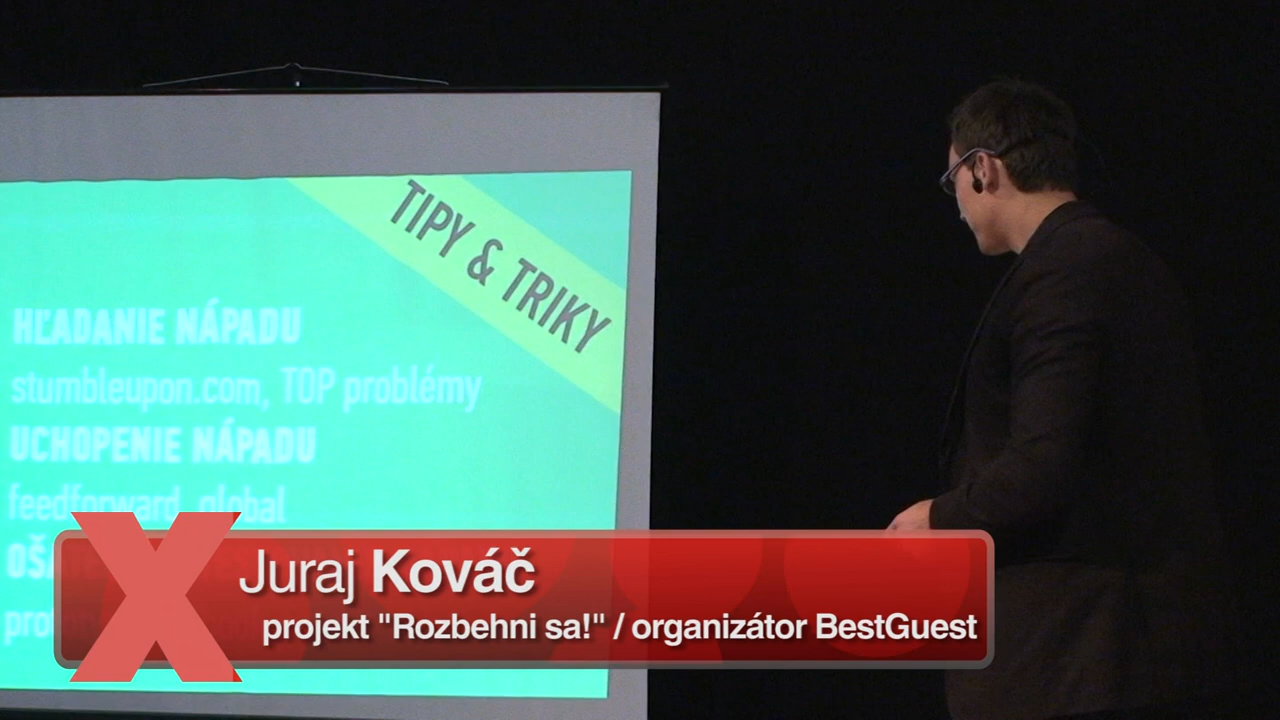 TIPY & TRIKY
HĽADANIE NÁPADU
stumbleupon.com, TOP problémy
UCHOPENIE NÁPADU
feedforward, global
X
Juraj Kováč
projekt "Rozbehni sa!" / organizátor BestGuest